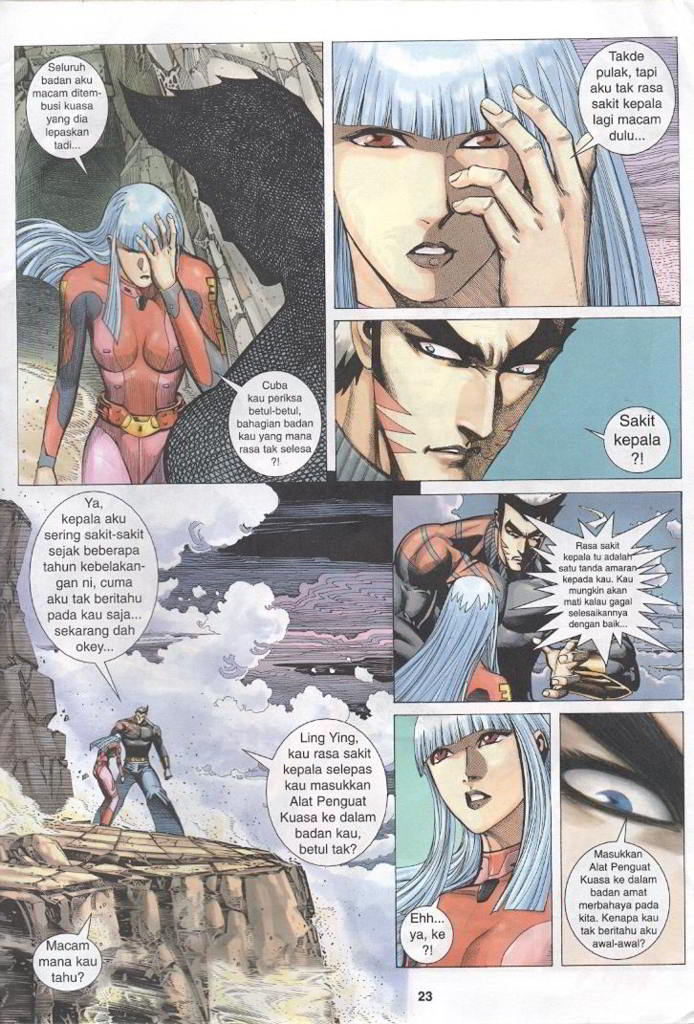 Seluruh
badan aku
macam ditem-
busi kuasa
yang dia
lepaskan
tadi...
Cuba
kau periksa
betul-betul,
bahagian badan
kau yang mana
rasa tak selesa
?!
Takde
pulak, tapi
aku tak rasa
sakit kepala
lagi macam
dulu...
Sakit
kepala
?!
Ya,
kepala aku
sering sakit-sakit
sejak beberapa
tahun kebelakan-
gan ni, cuma
aku tak beritahu
pada kau saja...
sekarang dah
okey...
Ling Ying,
kau rasa sakit
kepala selepas
kau masukkan
Alat Penguat
Kuasa ke dalam
badan kau,
betul tak?
Macam
mana kau
tahu?
Rasa sakit
kepala tu adalah
satu tanda amaran
kepada kau. Kau
mungkin akan
mati kalau gagal
selesaikannya
dengan baik...
Ehh...
ya, ke
?!
Masukkan
Alat Penguat
Kuasa ke dalam
badan amat
merbahaya pada
kita. Kenapa kau
tak beritahu aku
awal-awal?
23